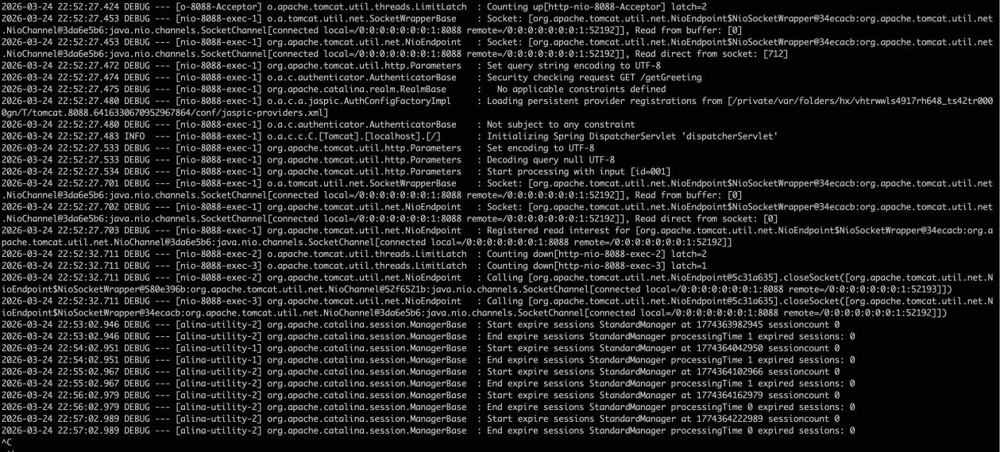 2026-03-24 22:52:27.424 DEBUG --- [o-8088-Acceptor] o.apache.tomcat.util.threads.LimitLatch  : Counting up[http-nio-8088-Acceptor] latch=2
2026-03-24 22:52:27.453 DEBUG --- [nio-8088-exec-1] o.a.tomcat.util.net.SocketWrapperBase    : Socket: [org.apache.tomcat.util.net.NioEndpoint$NioSocketWrapper@34ecacb:org.apache.tomcat.util.net
.NioChannel@3da6e5b6:java.nio.channels.SocketChannel[connected local=/0:0:0:0:0:0:0:1:8088 remote=/0:0:0:0:0:0:0:1:52192]], Read from buffer: [0]
2026-03-24 22:52:27.453 DEBUG --- [nio-8088-exec-1] org.apache.tomcat.util.net.NioEndpoint   : Socket: [org.apache.tomcat.util.net.NioEndpoint$NioSocketWrapper@34ecacb:org.apache.tomcat.util.net
.NioChannel@3da6e5b6:java.nio.channels.SocketChannel[connected local=/0:0:0:0:0:0:0:1:8088 remote=/0:0:0:0:0:0:0:1:52192]], Read direct from socket: [712]
2026-03-24 22:52:27.472 DEBUG --- [nio-8088-exec-1] org.apache.tomcat.util.http.Parameters   : Set query string encoding to UTF-8
2026-03-24 22:52:27.474 DEBUG --- [nio-8088-exec-1] o.a.c.authenticator.AuthenticatorBase    : Security checking request GET /getGreeting
2026-03-24 22:52:27.475 DEBUG --- [nio-8088-exec-1] org.apache.catalina.realm.RealmBase      :   No applicable constraints defined
2026-03-24 22:52:27.480 DEBUG --- [nio-8088-exec-1] o.a.c.a.jaspic.AuthConfigFactoryImpl     : Loading persistent provider registrations from [/private/var/folders/hx/vhtrwwls4917rh648_ts42tr000
0gn/T/tomcat.8088.6416330670952967864/conf/jaspic-providers.xml]
2026-03-24 22:52:27.480 DEBUG --- [nio-8088-exec-1] o.a.c.authenticator.AuthenticatorBase    : Not subject to any constraint
2026-03-24 22:52:27.483 INFO  --- [nio-8088-exec-1] o.a.c.c.C.[Tomcat].[localhost].[/]       : Initializing Spring DispatcherServlet 'dispatcherServlet'
2026-03-24 22:52:27.533 DEBUG --- [nio-8088-exec-1] org.apache.tomcat.util.http.Parameters   : Set encoding to UTF-8
2026-03-24 22:52:27.533 DEBUG --- [nio-8088-exec-1] org.apache.tomcat.util.http.Parameters   : Decoding query null UTF-8
2026-03-24 22:52:27.534 DEBUG --- [nio-8088-exec-1] org.apache.tomcat.util.http.Parameters   : Start processing with input [id=001]
2026-03-24 22:52:27.701 DEBUG --- [nio-8088-exec-1] o.a.tomcat.util.net.SocketWrapperBase    : Socket: [org.apache.tomcat.util.net.NioEndpoint$NioSocketWrapper@34ecacb:org.apache.tomcat.util.net
.NioChannel@3da6e5b6:java.nio.channels.SocketChannel[connected local=/0:0:0:0:0:0:0:1:8088 remote=/0:0:0:0:0:0:0:1:52192]], Read from buffer: [0]
2026-03-24 22:52:27.702 DEBUG --- [nio-8088-exec-1] org.apache.tomcat.util.net.NioEndpoint   : Socket: [org.apache.tomcat.util.net.NioEndpoint$NioSocketWrapper@34ecacb:org.apache.tomcat.util.net
.NioChannel@3da6e5b6:java.nio.channels.SocketChannel[connected local=/0:0:0:0:0:0:0:1:8088 remote=/0:0:0:0:0:0:0:1:52192]], Read direct from socket: [0]
2026-03-24 22:52:27.703 DEBUG --- [nio-8088-exec-1] org.apache.tomcat.util.net.NioEndpoint   : Registered read interest for [org.apache.tomcat.util.net.NioEndpoint$NioSocketWrapper@34ecacb:org.a
pache.tomcat.util.net.NioChannel@3da6e5b6:java.nio.channels.SocketChannel[connected local=/0:0:0:0:0:0:0:1:8088 remote=/0:0:0:0:0:0:0:1:52192]]
2026-03-24 22:52:32.711 DEBUG --- [nio-8088-exec-2] o.apache.tomcat.util.threads.LimitLatch  : Counting down[http-nio-8088-exec-2] latch=2
2026-03-24 22:52:32.711 DEBUG --- [nio-8088-exec-3] o.apache.tomcat.util.threads.LimitLatch  : Counting down[http-nio-8088-exec-3] latch=1
2026-03-24 22:52:32.711 DEBUG --- [nio-8088-exec-2] org.apache.tomcat.util.net.NioEndpoint   : Calling [org.apache.tomcat.util.net.NioEndpoint@5c31a635].closeSocket([org.apache.tomcat.util.net.N
ioEndpoint$NioSocketWrapper@580e396b:org.apache.tomcat.util.net.NioChannel@52f6521b:java.nio.channels.SocketChannel[connected local=/0:0:0:0:0:0:0:1:8088 remote=/0:0:0:0:0:0:0:1:52193]])
2026-03-24 22:52:32.711 DEBUG --- [nio-8088-exec-3] org.apache.tomcat.util.net.NioEndpoint   : Calling [org.apache.tomcat.util.net.NioEndpoint@5c31a635].closeSocket([org.apache.tomcat.util.net.N
ioEndpoint$NioSocketWrapper@34ecacb:org.apache.tomcat.util.net.NioChannel@3da6e5b6:java.nio.channels.SocketChannel[connected local=/0:0:0:0:0:0:0:1:8088 remote=/0:0:0:0:0:0:0:1:52192]])
2026-03-24 22:53:02.946 DEBUG --- [alina-utility-2] org.apache.catalina.session.ManagerBase  : Start expire sessions StandardManager at 1774363982945 sessioncount 0
2026-03-24 22:53:02.946 DEBUG --- [alina-utility-2] org.apache.catalina.session.ManagerBase  : End expire sessions StandardManager processingTime 1 expired sessions: 0
2026-03-24 22:54:02.951 DEBUG --- [alina-utility-1] org.apache.catalina.session.ManagerBase  : Start expire sessions StandardManager at 1774364042950 sessioncount 0
2026-03-24 22:54:02.951 DEBUG --- [alina-utility-1] org.apache.catalina.session.ManagerBase  : End expire sessions StandardManager processingTime 1 expired sessions: 0
2026-03-24 22:55:02.967 DEBUG --- [alina-utility-2] org.apache.catalina.session.ManagerBase  : Start expire sessions StandardManager at 1774364102966 sessioncount 0
2026-03-24 22:55:02.967 DEBUG --- [alina-utility-2] org.apache.catalina.session.ManagerBase  : End expire sessions StandardManager processingTime 1 expired sessions: 0
2026-03-24 22:56:02.979 DEBUG --- [alina-utility-2] org.apache.catalina.session.ManagerBase  : Start expire sessions StandardManager at 1774364162979 sessioncount 0
2026-03-24 22:56:02.979 DEBUG --- [alina-utility-2] org.apache.catalina.session.ManagerBase  : End expire sessions StandardManager processingTime 0 expired sessions: 0
2026-03-24 22:57:02.989 DEBUG --- [alina-utility-2] org.apache.catalina.session.ManagerBase  : Start expire sessions StandardManager at 1774364222989 sessioncount 0
2026-03-24 22:57:02.989 DEBUG --- [alina-utility-2] org.apache.catalina.session.ManagerBase  : End expire sessions StandardManager processingTime 0 expired sessions: 0
^C